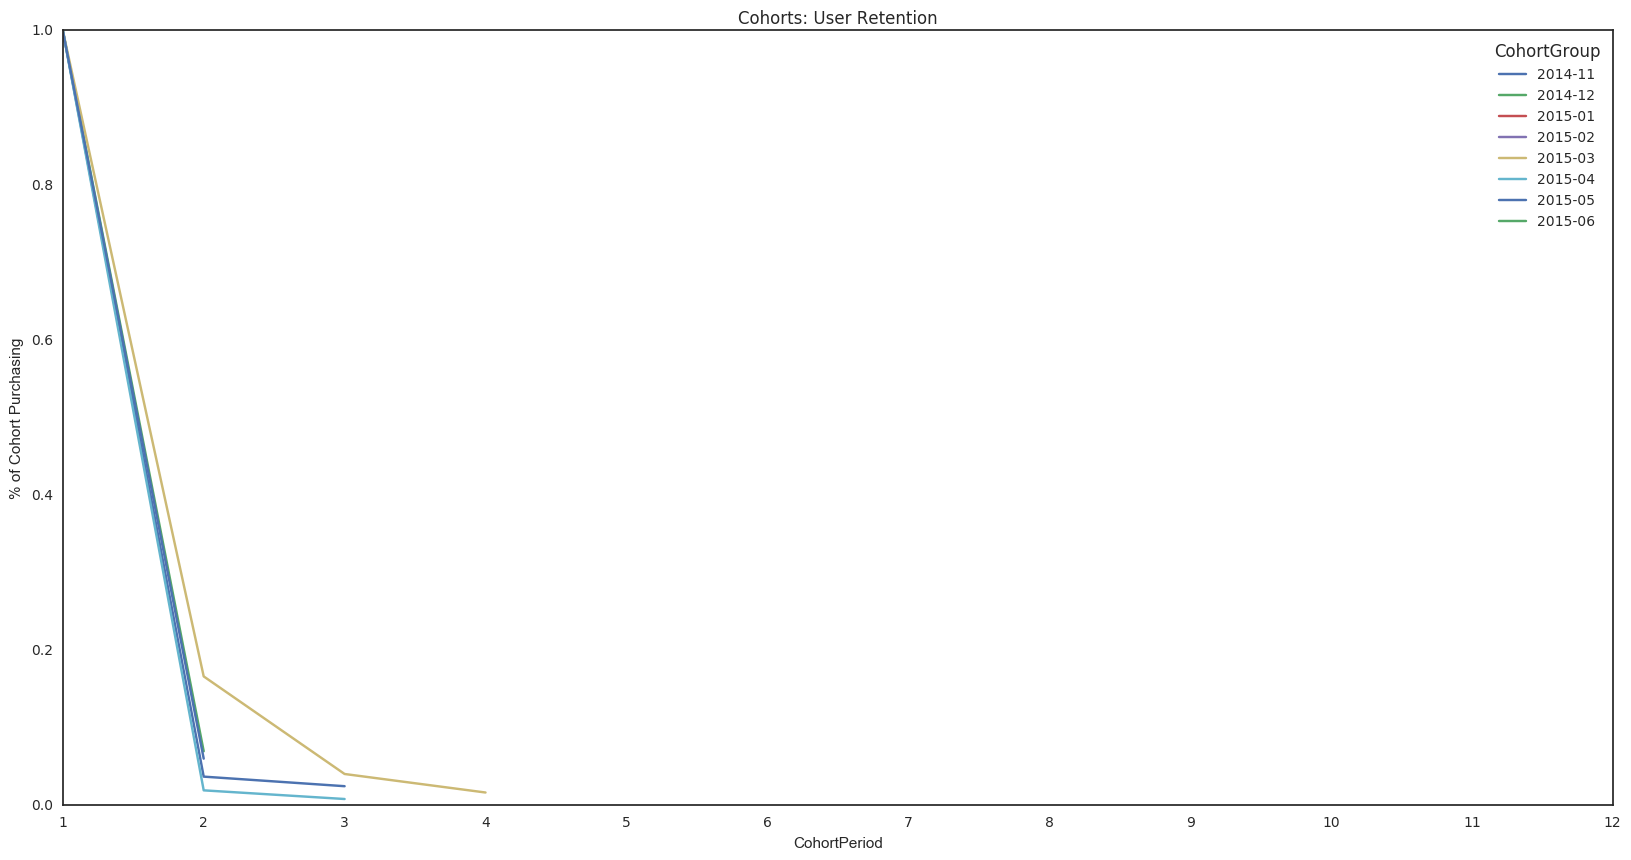 Cohorts: User Retention
1.0
0.8
0.6
0.4
0.2
0.0
% of Cohort Purchasing
CohortGroup
2014-11
2014-12
2015-01
2015-02
2015-03
2015-04
2015-05
2015-06
1 2 3 4 5 6 7 8 9 10 11 12
CohortPeriod